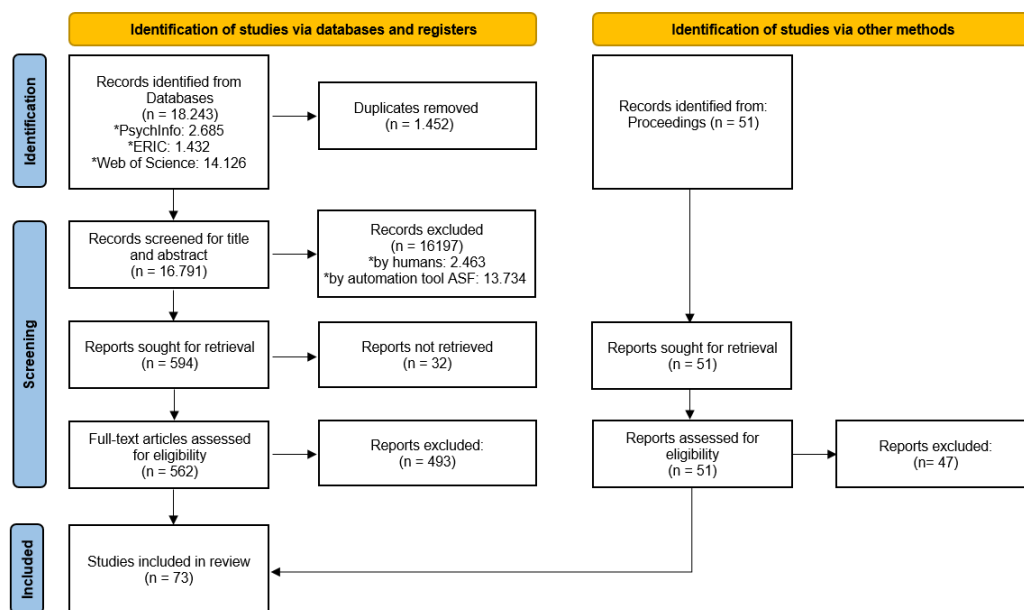 Identification of studies via databases and registers
Identification of studies via other methods
Identification
Records identified from
Databases
(n = 18.243)
*PsychInfo: 2.685
*ERIC: 1.432
*Web of Science: 14.126
Duplicates removed
(n = 1.452)
Records identified from:
Proceedings (n = 51)
Screening
Records screened for title
and abstract
(n = 16.791)
Records excluded
(n = 16197)
*by humans: 2.463
*by automation tool ASF: 13.734
Reports sought for retrieval
(n = 594)
Reports not retrieved
(n = 32)
Reports sought for retrieval
(n = 51)
Full-text articles assessed
for eligibility
(n = 562)
Reports excluded:
(n = 493)
Reports assessed for
eligibility
(n = 51)
Reports excluded:
(n= 47)
Included
Studies included in review
(n = 73)